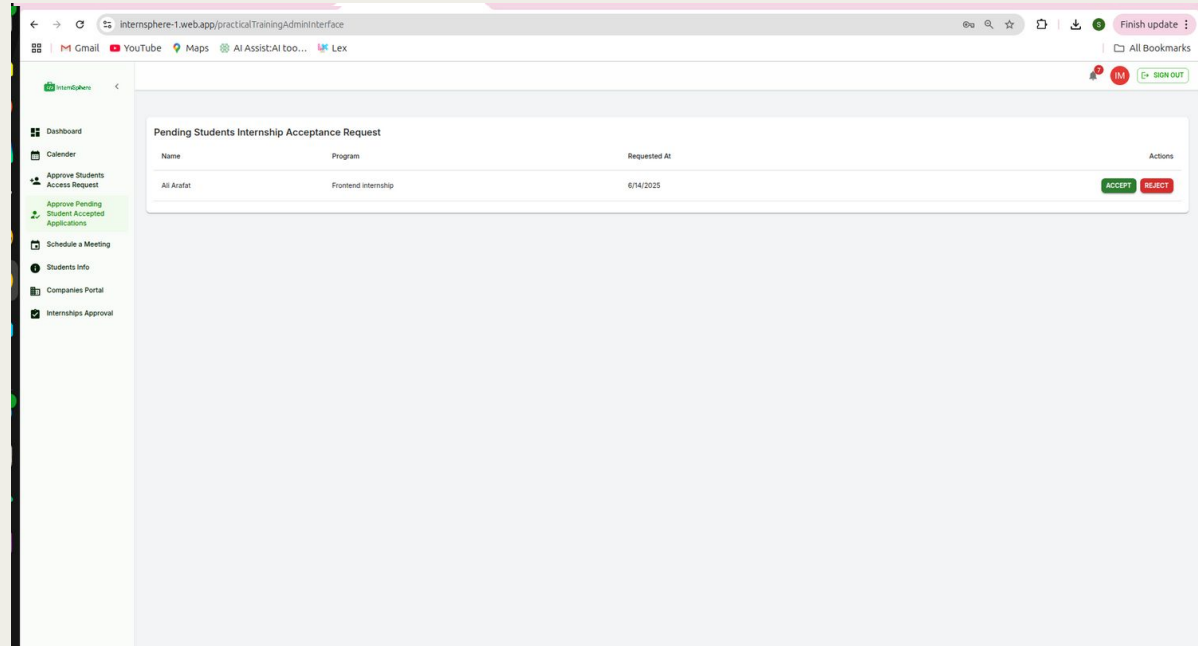 internsphere-1.web.app/practicalTrainingAdminInterface
S
Finish update
Gmail YouTube Maps AI Assist:AI too... Lex
All Bookmarks
InternSphere
7
IM
SIGN OUT
Dashboard
Calender
Approve Students
Access Request
Approve Pending
Student Accepted
Applications
Schedule a Meeting
Students Info
Companies Portal
Internships Approval
Pending Students Internship Acceptance Request
Name Program Requested At Actions
Ali Arafat Frontend internship 6/14/2025 ACCEPT REJECT